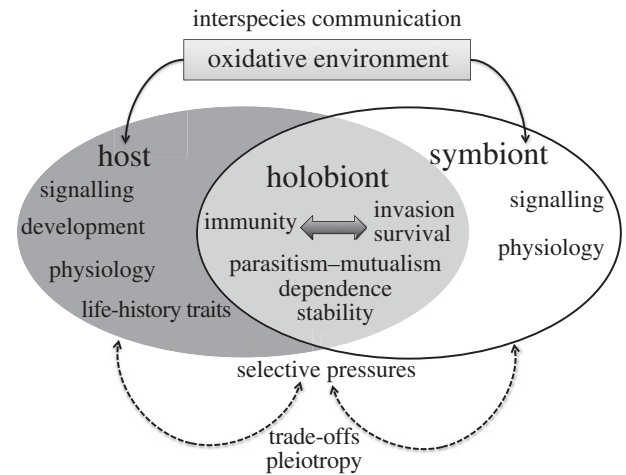 interspecies communication
oxidative environment
host
signalling
development
physiology
life-history traits
holobiont
immunity
invasion
survival
parasitism–mutualism
dependence
stability
symbiont
signalling
physiology
selective pressures
trade-offs
pleiotropy